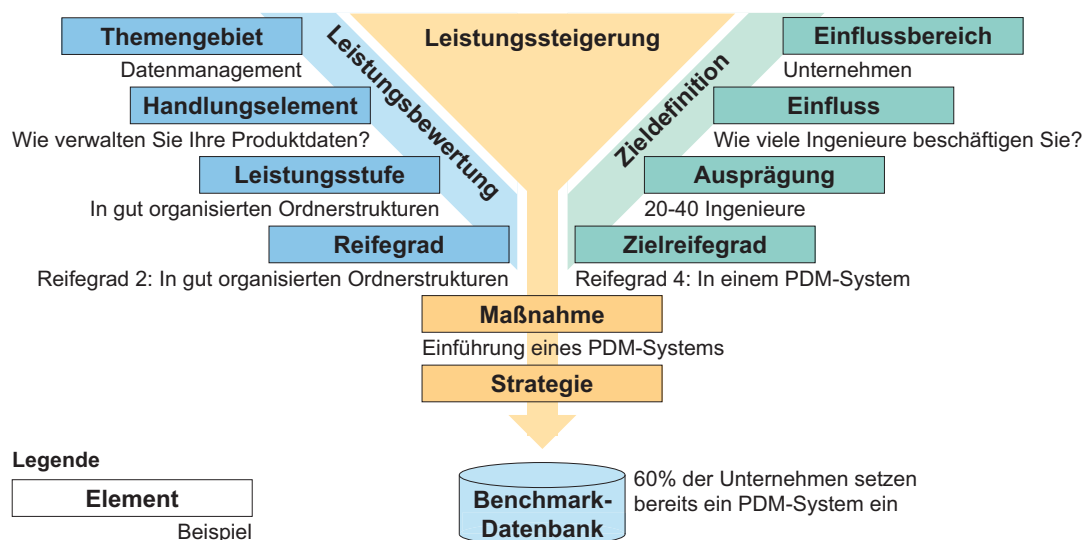 Themengebiet
Datenmanagement
Handlungselement
Wie verwalten Sie Ihre Produktdaten?
Leistungsstufe
In gut organisierten Ordnerstrukturen
Reifegrad
Reifegrad 2: In gut organisierten Ordnerstrukturen
Leistungsbewertung
Leistungssteigerung
Zieldefinition
Einflussbereich
Unternehmen
Einfluss
Wie viele Ingenieure beschäftigen Sie?
Ausprägung
20-40 Ingenieure
Zielreifegrad
Reifegrad 4: In einem PDM-System
Maßnahme
Einführung eines PDM-Systems
Strategie
Legende
Element
Beispiel
Benchmark-
Datenbank
60% der Unternehmen setzen
bereits ein PDM-System ein